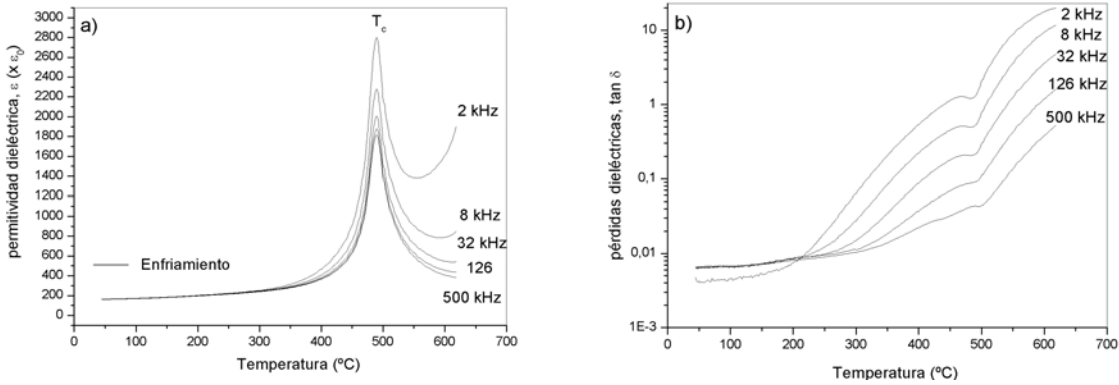 a)
T_c
3000
2800
2600
2400
2200
2000
1800
1600
1400
1200
1000
800
600
400
200
0
permitividad dieléctrica, ε (x ε₀)
2 kHz
8 kHz
32 kHz
126
500 kHz
Enfriamiento
0 100 200 300 400 500 600 700
Temperatura (ºC)
b)
10
1
0,1
0,01
1E-3
pérdidas dieléctricas, tan δ
2 kHz
8 kHz
32 kHz
126 kHz
500 kHz
0 100 200 300 400 500 600 700
Temperatura (ºC)